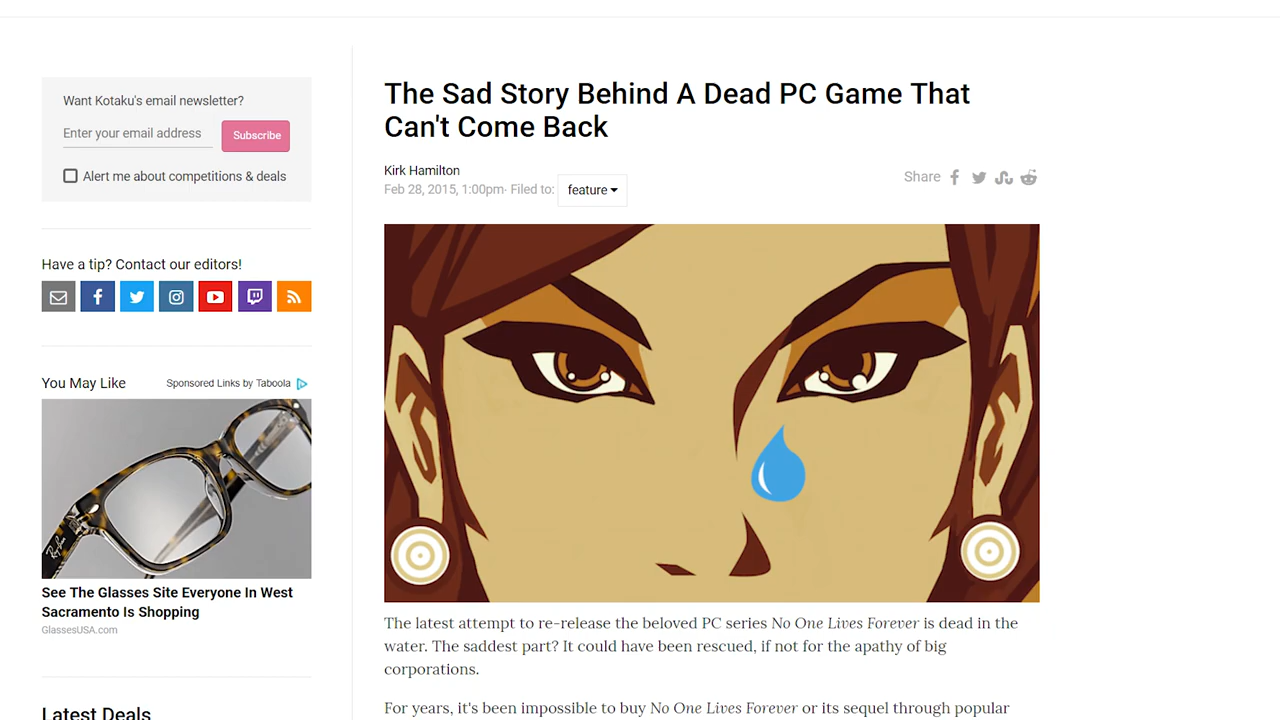 Want Kotaku's email newsletter?
Enter your email address
Subscribe
Alert me about competitions & deals
Have a tip? Contact our editors!
You May Like
Sponsored Links by Taboola
Ray-Ban
See The Glasses Site Everyone In West
Sacramento Is Shopping
GlassesUSA.com
Latest Deals
The Sad Story Behind A Dead PC Game That
Can't Come Back
Kirk Hamilton
Feb 28, 2015, 1:00pm· Filed to: feature
Share
The latest attempt to re-release the beloved PC series No One Lives Forever is dead in the
water. The saddest part? It could have been rescued, if not for the apathy of big
corporations.
For years, it's been impossible to buy No One Lives Forever or its sequel through popular